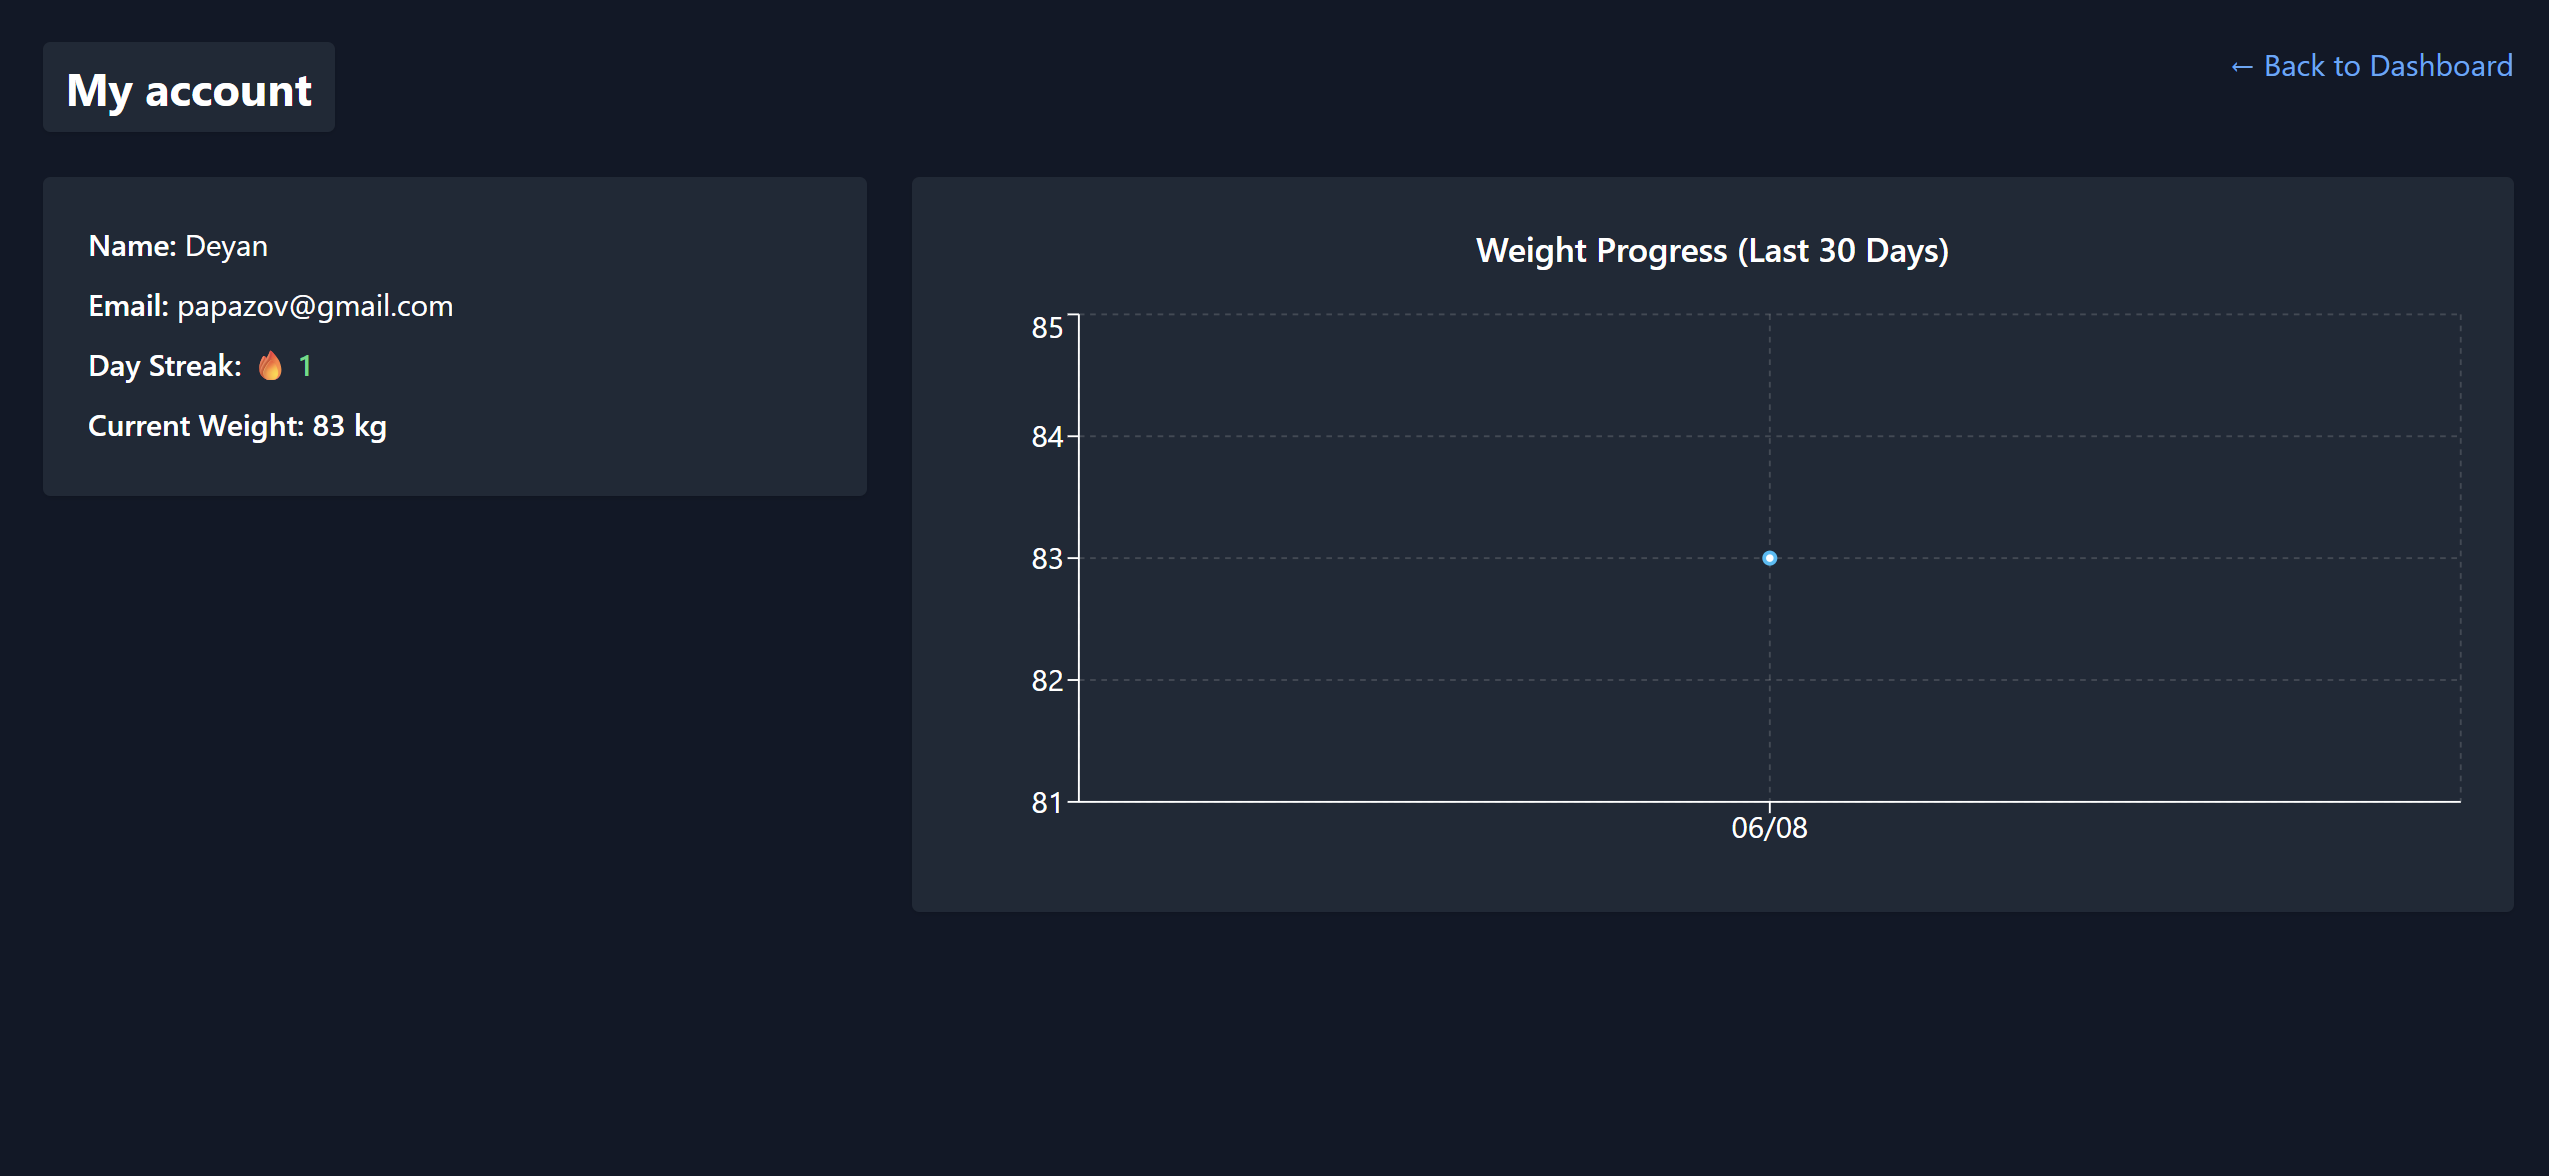 My account
← Back to Dashboard
Name: Deyan
Email: papazov@gmail.com
Day Streak: 🔥 1
Current Weight: 83 kg
Weight Progress (Last 30 Days)
85
84
83
82
81
06/08